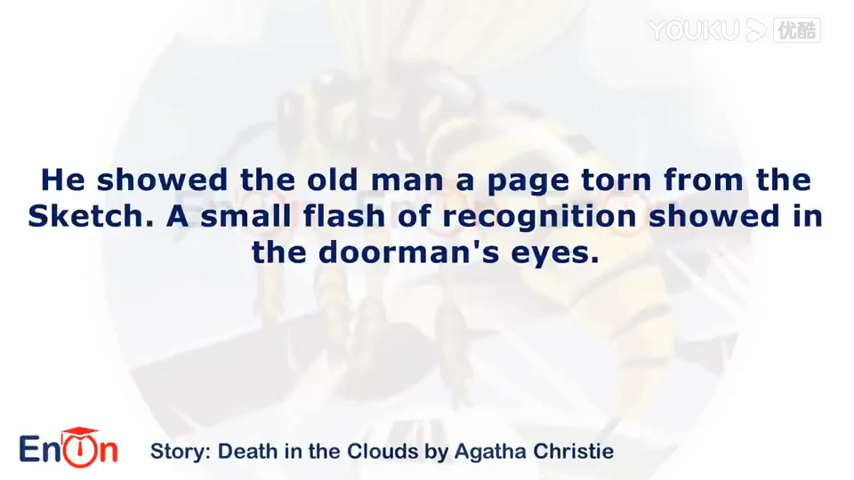 YOUKU 优酷
He showed the old man a page torn from the
Sketch. A small flash of recognition showed in
the doorman's eyes.
EnOn
Story: Death in the Clouds by Agatha Christie